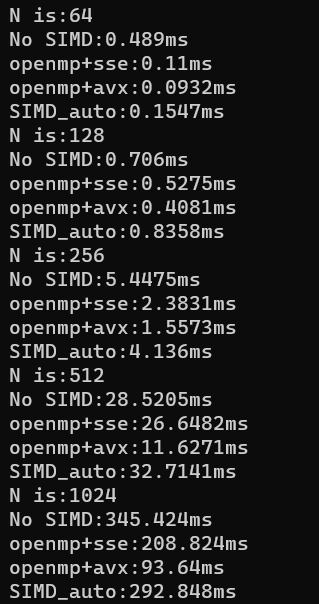 N is:64
No SIMD:0.489ms
openmp+sse:0.11ms
openmp+avx:0.0932ms
SIMD_auto:0.1547ms
N is:128
No SIMD:0.706ms
openmp+sse:0.5275ms
openmp+avx:0.4081ms
SIMD_auto:0.8358ms
N is:256
No SIMD:5.4475ms
openmp+sse:2.3831ms
openmp+avx:1.5573ms
SIMD_auto:4.136ms
N is:512
No SIMD:28.5205ms
openmp+sse:26.6482ms
openmp+avx:11.6271ms
SIMD_auto:32.7141ms
N is:1024
No SIMD:345.424ms
openmp+sse:208.824ms
openmp+avx:93.64ms
SIMD_auto:292.848ms